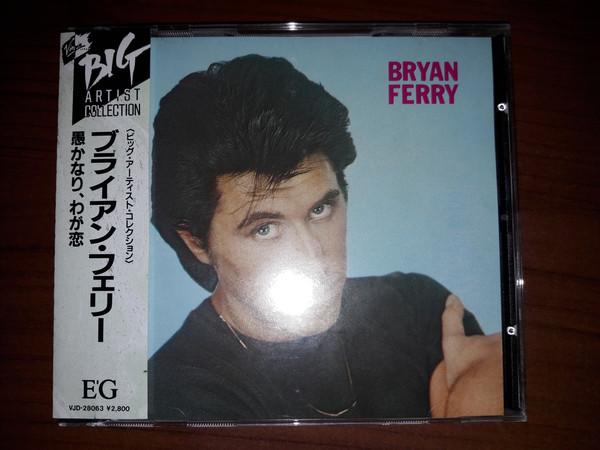 Virgin
BIG
ARTIST
COLLECTION
〈ビッグ・アーティスト・コレクション〉
ブライアン・フェリー
愚かなり、わが恋
E'G
VJD-28063 ¥2,800
BRYAN
FERRY